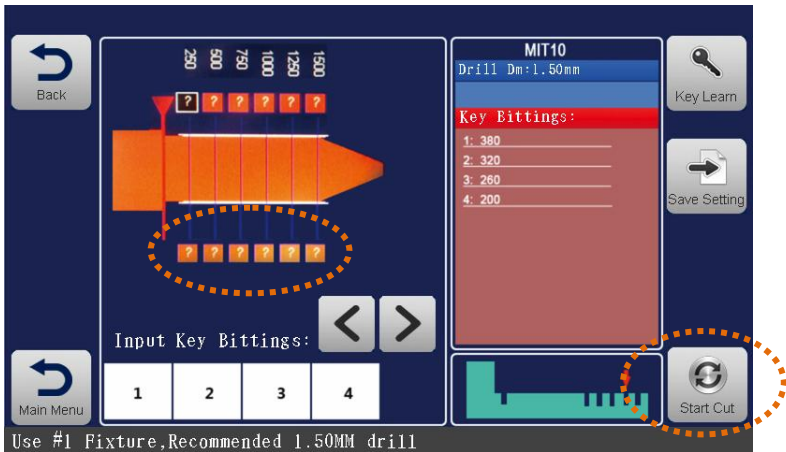 Back
250
500
750
1000
1250
1500
? ? ? ? ? ?
? ? ? ? ? ?
Input Key Bittings:
< >
Main Menu
1 2 3 4
MIT10
Drill Dm:1.50mm
Key Bittings:
1: 380
2: 320
3: 260
4: 200
Key Learn
Save Setting
Start Cut
Use #1 Fixture,Recommended 1.50MM drill